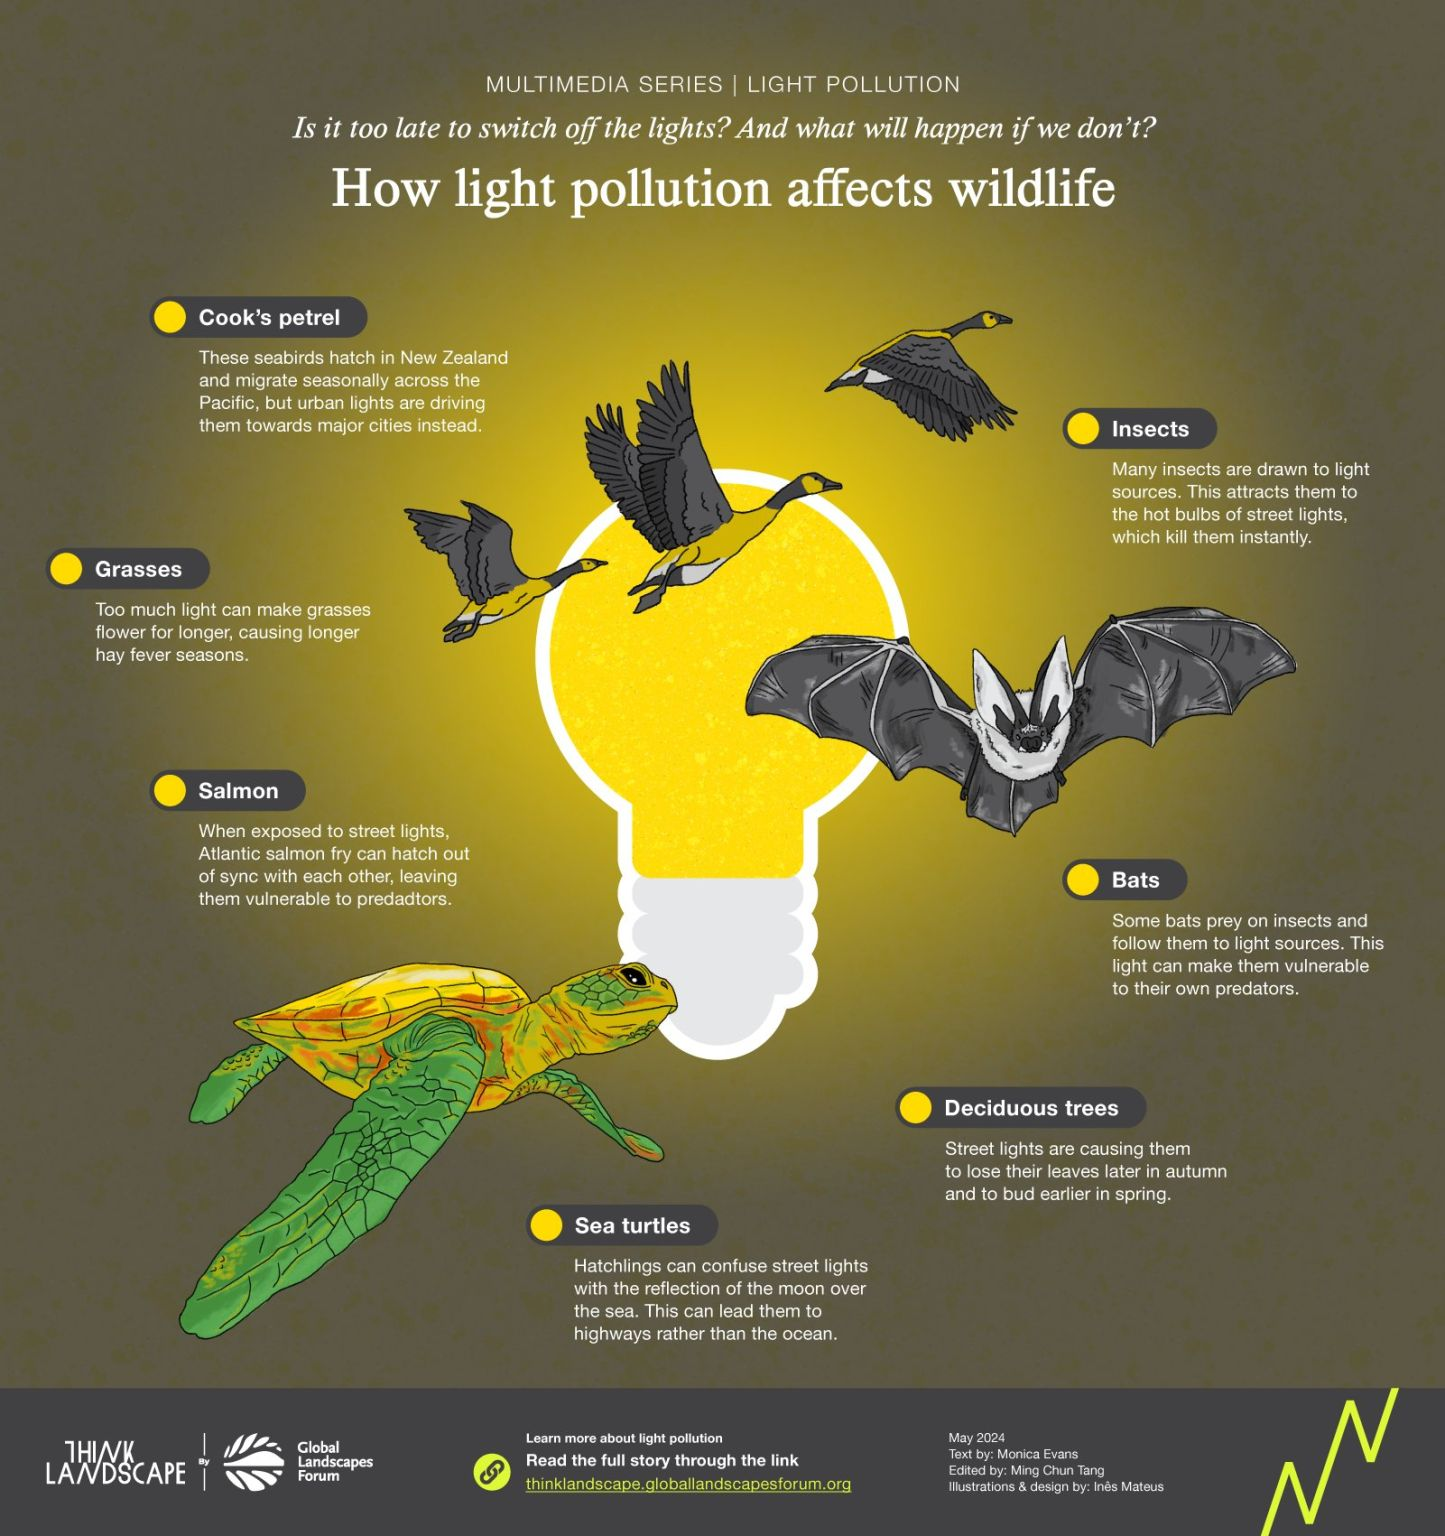 MULTIMEDIA SERIES | LIGHT POLLUTION
Is it too late to switch off the lights? And what will happen if we don't?
How light pollution affects wildlife
Cook's petrel
These seabirds hatch in New Zealand
and migrate seasonally across the
Pacific, but urban lights are driving
them towards major cities instead.
Insects
Many insects are drawn to light
sources. This attracts them to
the hot bulbs of street lights,
which kill them instantly.
Grasses
Too much light can make grasses
flower for longer, causing longer
hay fever seasons.
Salmon
When exposed to street lights,
Atlantic salmon fry can hatch out
of sync with each other, leaving
them vulnerable to predadtors.
Bats
Some bats prey on insects and
follow them to light sources. This
light can make them vulnerable
to their own predators.
Deciduous trees
Street lights are causing them
to lose their leaves later in autumn
and to bud earlier in spring.
Sea turtles
Hatchlings can confuse street lights
with the reflection of the moon over
the sea. This can lead them to
highways rather than the ocean.
THINK
LANDSCAPE
By
Global
Landscapes
Forum
Learn more about light pollution
Read the full story through the link
thinklandscape.globallandscapesforum.org
May 2024
Text by: Monica Evans
Edited by: Ming Chun Tang
Illustrations & design by: Inês Mateus